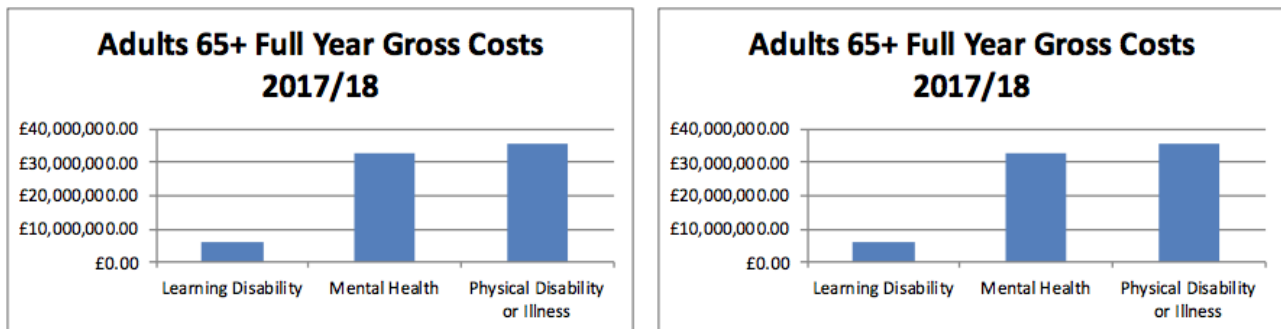 Adults 65+ Full Year Gross Costs
2017/18
£40,000,000.00
£30,000,000.00
£20,000,000.00
£10,000,000.00
£0.00
Learning Disability
Mental Health
Physical Disability
or Illness
Adults 65+ Full Year Gross Costs
2017/18
£40,000,000.00
£30,000,000.00
£20,000,000.00
£10,000,000.00
£0.00
Learning Disability
Mental Health
Physical Disability
or Illness